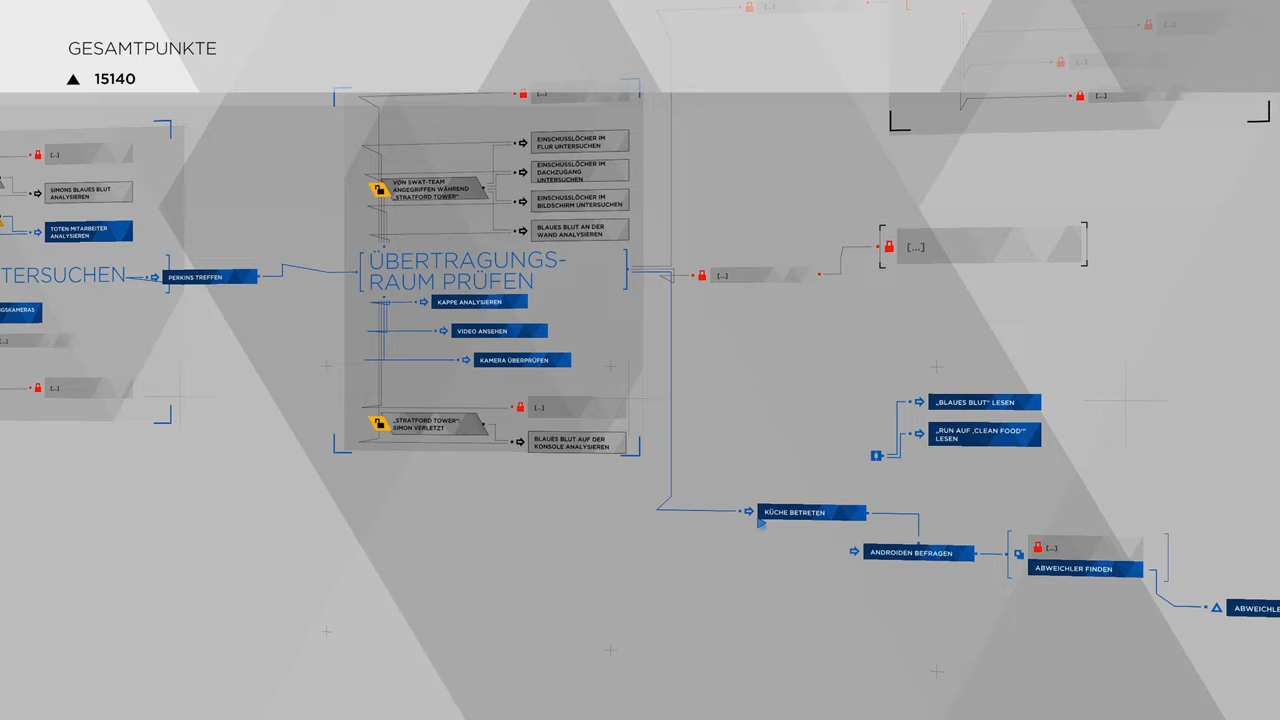 GESAMTPUNKTE
15140
[...]
[...]
[...]
[...]
[...]
[...]
SIMONS BLAUES BLUT
ANALYSIEREN
TOTEN MITARBEITER
ANALYSIEREN
TERSUCHEN
PERKINS TREFFEN
NGSKAMERAS
[...]
[...]
[...]
VON SWAT-TEAM
ANGEGRIFFEN WÄHREND
„STRATFORD TOWER“
EINSCHUSSLÖCHER IM
FLUR UNTERSUCHEN
EINSCHUSSLÖCHER IM
DACHZUGANG
UNTERSUCHEN
EINSCHUSSLÖCHER IM
BILDSCHIRM UNTERSUCHEN
BLAUES BLUT AN DER
WAND ANALYSIEREN
ÜBERTRAGUNGS-
RAUM PRÜFEN
KAPPE ANALYSIEREN
VIDEO ANSEHEN
KAMERA ÜBERPRÜFEN
[...]
„STRATFORD TOWER“
SIMON VERLETZT
BLAUES BLUT AUF DER
KONSOLE ANALYSIEREN
[...]
[...]
„BLAUES BLUT“ LESEN
„RUN AUF ‚CLEAN FOOD‘“
LESEN
KÜCHE BETRETEN
ANDROIDEN BEFRAGEN
[...]
ABWEICHLER FINDEN
ABWEICHLE